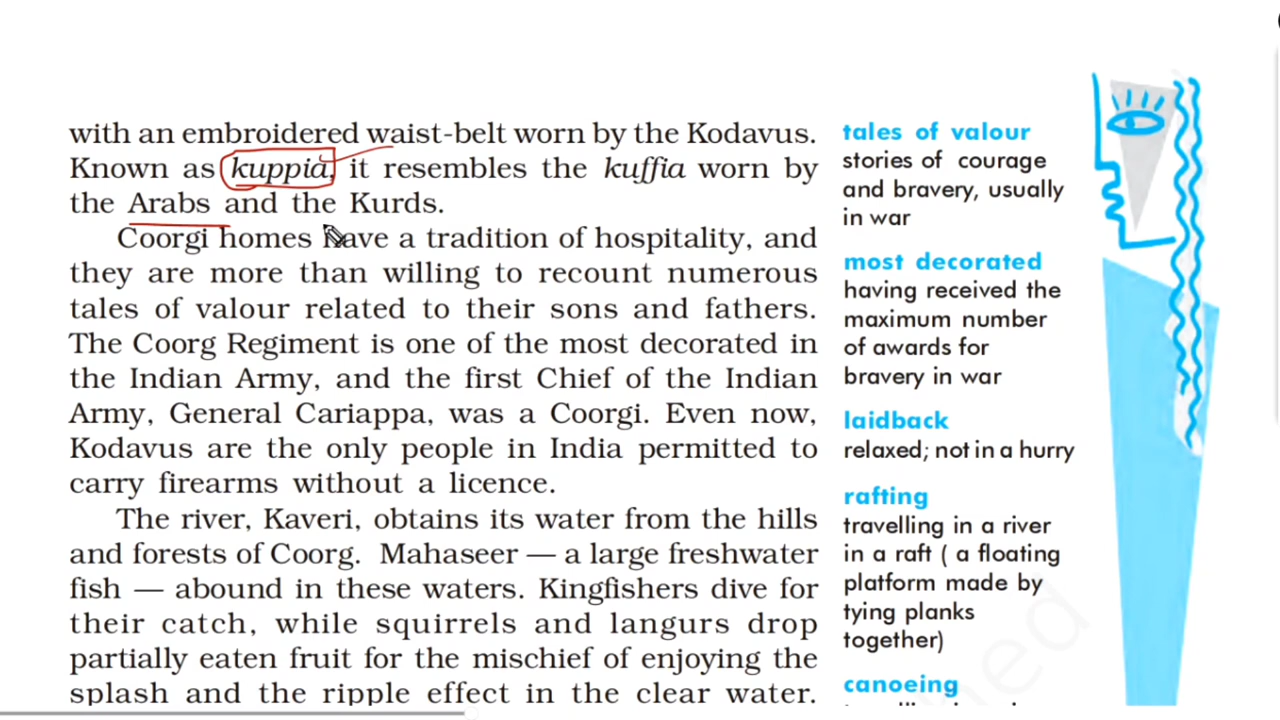 with an embroidered waist-belt worn by the Kodavus.
Known as kuppia, it resembles the kuffia worn by
the Arabs and the Kurds.
Coorgi homes have a tradition of hospitality, and
they are more than willing to recount numerous
tales of valour related to their sons and fathers.
The Coorg Regiment is one of the most decorated in
the Indian Army, and the first Chief of the Indian
Army, General Cariappa, was a Coorgi. Even now,
Kodavus are the only people in India permitted to
carry firearms without a licence.
The river, Kaveri, obtains its water from the hills
and forests of Coorg. Mahaseer — a large freshwater
fish — abound in these waters. Kingfishers dive for
their catch, while squirrels and langurs drop
partially eaten fruit for the mischief of enjoying the
splash and the ripple effect in the clear water.
tales of valour
stories of courage
and bravery, usually
in war
most decorated
having received the
maximum number
of awards for
bravery in war
laidback
relaxed; not in a hurry
rafting
travelling in a river
in a raft ( a floating
platform made by
tying planks
together)
canoeing